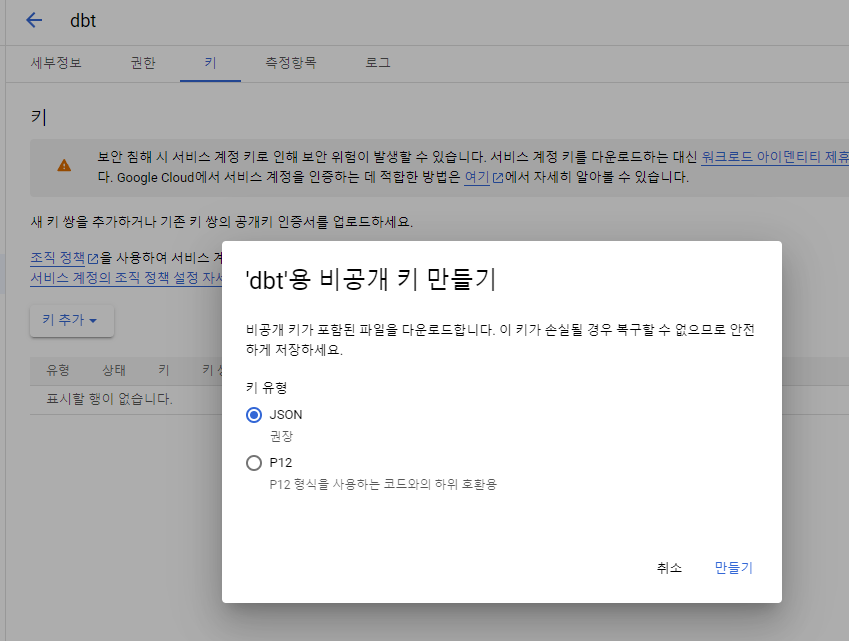 dbt
세부정보 권한 키 측정항목 로그
키
보안 침해 시 서비스 계정 키로 인해 보안 위험이 발생할 수 있습니다. 서비스 계정 키를 다운로드하는 대신 워크로드 아이덴티티 제휴
다. Google Cloud에서 서비스 계정을 인증하는 데 적합한 방법은 여기에서 자세히 알아볼 수 있습니다.
새 키 쌍을 추가하거나 기존 키 쌍의 공개키 인증서를 업로드하세요.
조직 정책을 사용하여 서비스
서비스 계정의 조직 정책 설정
키 추가
유형 상태 키 키
표시할 행이 없습니다.
'dbt'용 비공개 키 만들기
비공개 키가 포함된 파일을 다운로드합니다. 이 키가 손실될 경우 복구할 수 없으므로 안전
하게 저장하세요.
키 유형
JSON
권장
P12
P12 형식을 사용하는 코드와의 하위 호환용
취소 만들기